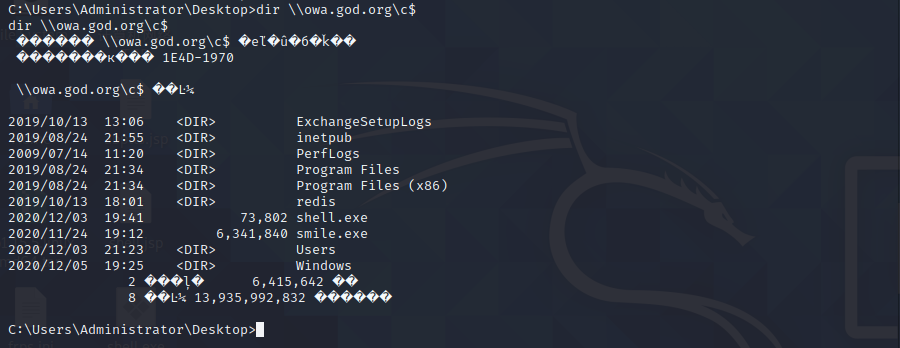 C:\Users\Administrator\Desktop>dir \\owa.god.org\c$
dir \\owa.god.org\c$
������ \\owa.god.org\c$ �еľ�û�б�ǩ��
�������к��� 1E4D-1970
\\owa.god.org\c$ ��Ŀ¼
2019/10/13  13:06    <DIR>          ExchangeSetupLogs
2019/08/24  21:55    <DIR>          inetpub
2009/07/14  11:20    <DIR>          PerfLogs
2019/08/24  21:34    <DIR>          Program Files
2019/08/24  21:34    <DIR>          Program Files (x86)
2019/10/13  18:01    <DIR>          redis
2020/12/03  19:41            73,802 shell.exe
2020/11/24  19:12         6,341,840 smile.exe
2020/12/03  21:23    <DIR>          Users
2020/12/05  19:25    <DIR>          Windows
2 ���ļ�      6,415,642 ��
8 ��Ŀ¼ 13,935,992,832 ������
C:\Users\Administrator\Desktop>